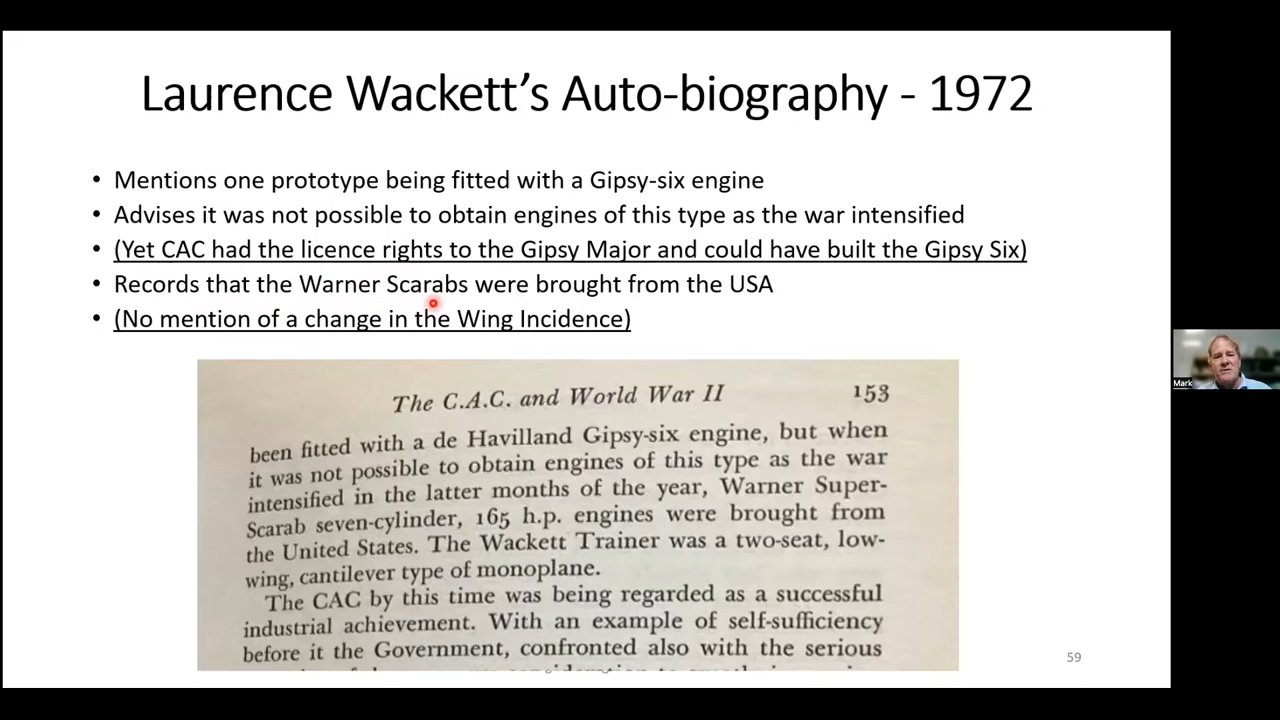 Laurence Wackett’s Auto-biography - 1972
• Mentions one prototype being fitted with a Gipsy-six engine
• Advises it was not possible to obtain engines of this type as the war intensified
• (Yet CAC had the licence rights to the Gipsy Major and could have built the Gipsy Six)
• Records that the Warner Scarabs were brought from the USA
• (No mention of a change in the Wing Incidence)
The C.A.C. and World War II 153
been fitted with a de Havilland Gipsy-six engine, but when
it was not possible to obtain engines of this type as the war
intensified in the latter months of the year, Warner Super-
Scarab seven-cylinder, 165 h.p. engines were brought from
the United States. The Wackett Trainer was a two-seat, low-
wing, cantilever type of monoplane.
The CAC by this time was being regarded as a successful
industrial achievement. With an example of self-sufficiency
before it the Government, confronted also with the serious
59
Mark